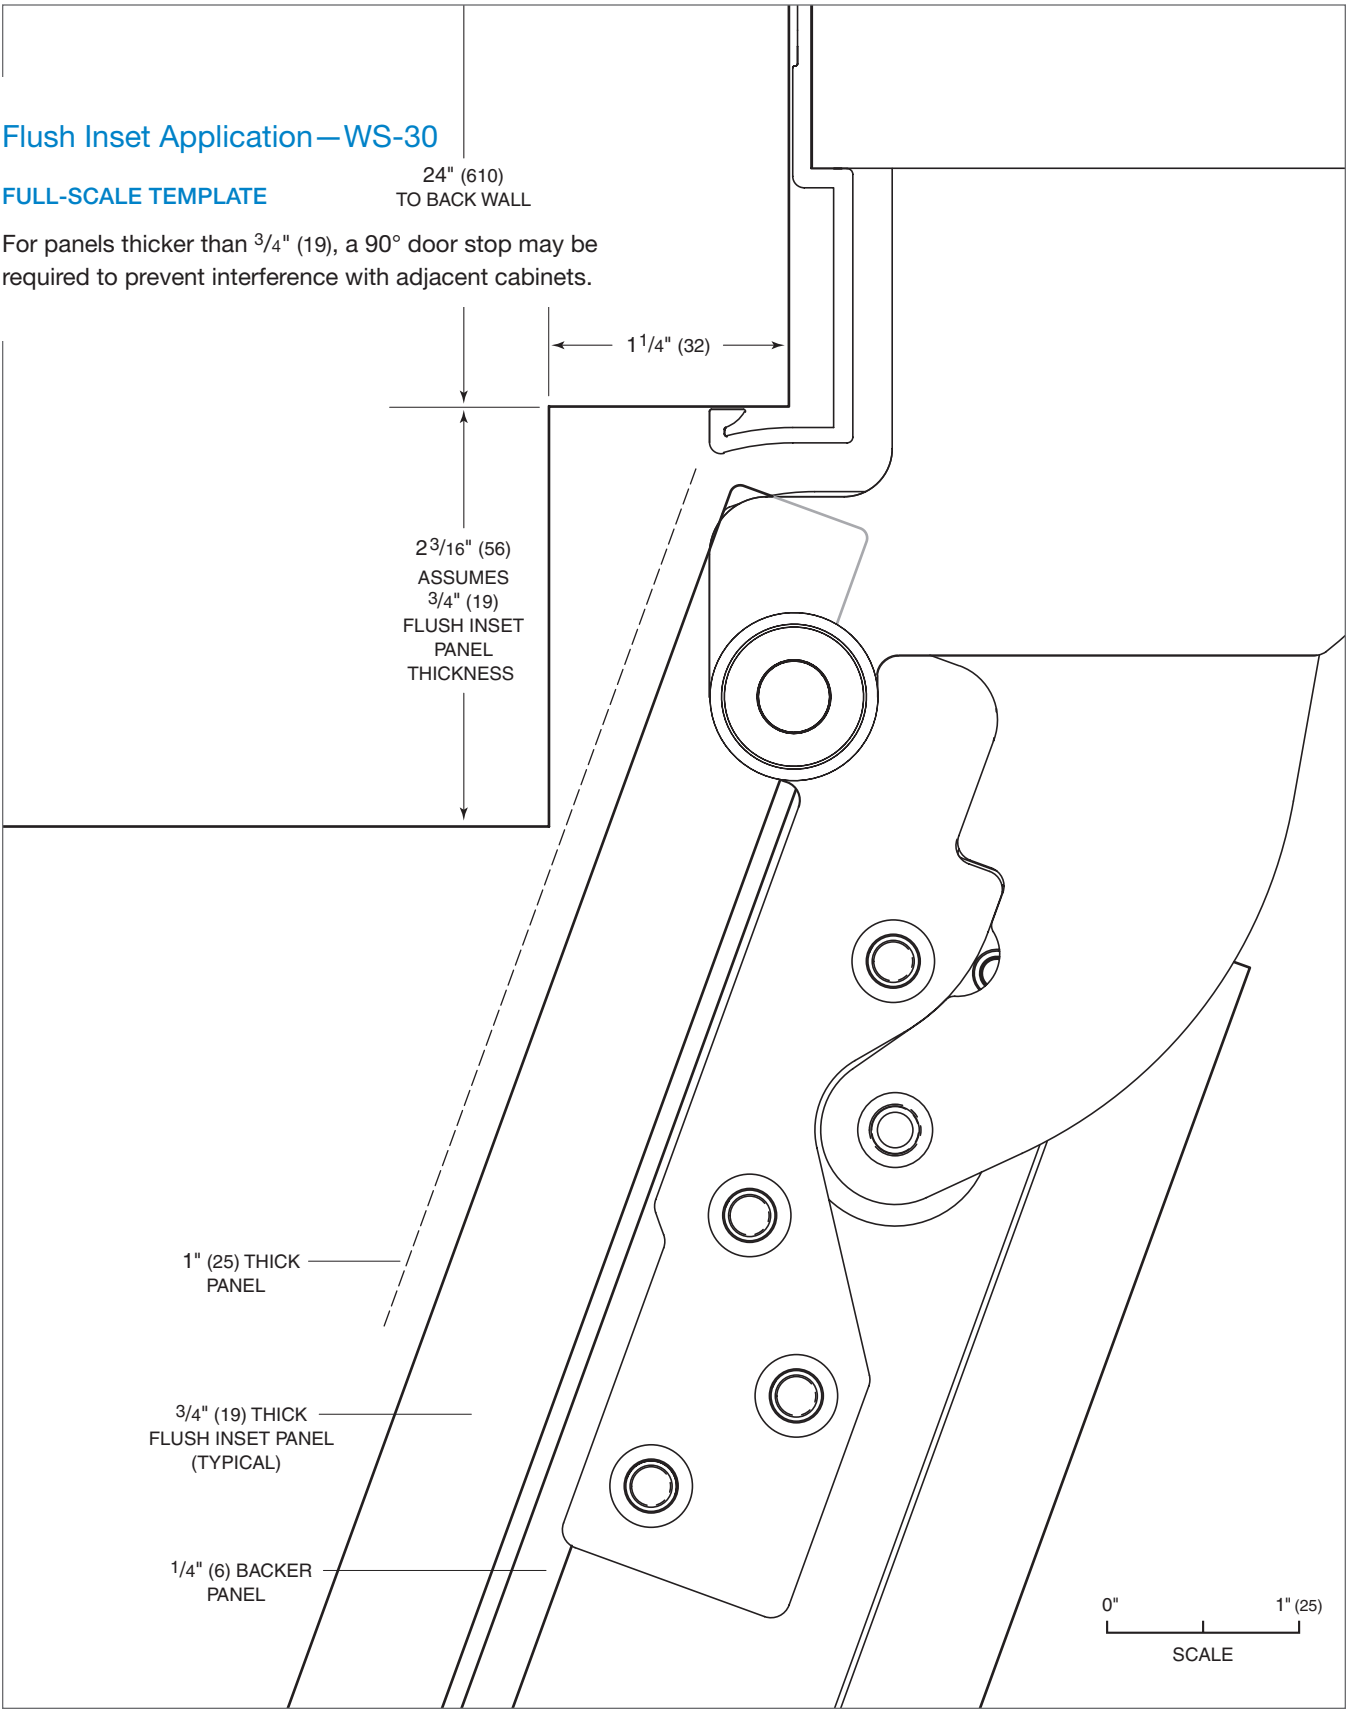 Flush Inset Application—WS-30
FULL-SCALE TEMPLATE
24" (610)
TO BACK WALL
For panels thicker than 3/4" (19), a 90° door stop may be
required to prevent interference with adjacent cabinets.
1 1/4" (32)
2 3/16" (56)
ASSUMES
3/4" (19)
FLUSH INSET
PANEL
THICKNESS
1" (25) THICK
PANEL
3/4" (19) THICK
FLUSH INSET PANEL
(TYPICAL)
1/4" (6) BACKER
PANEL
0" 1" (25)
SCALE